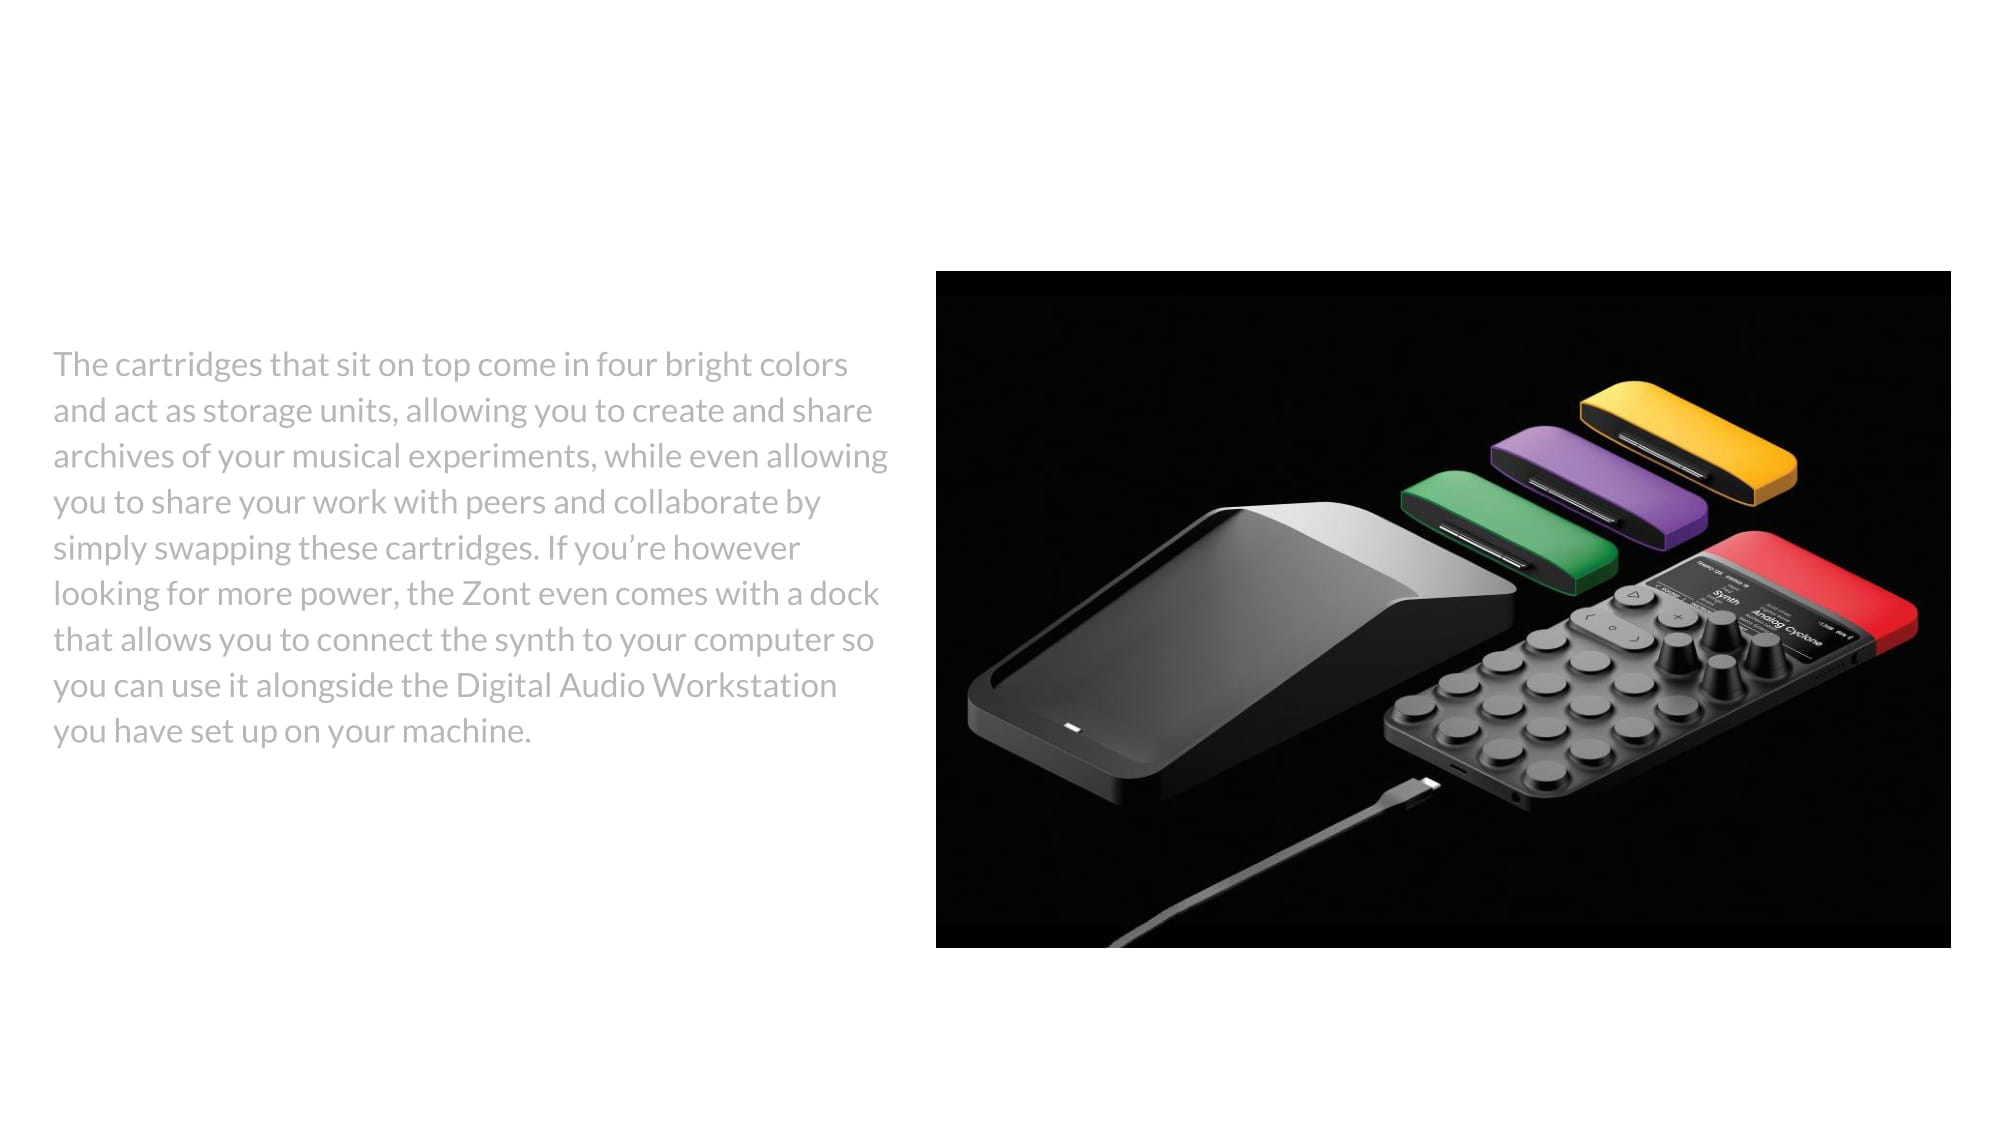 The cartridges that sit on top come in four bright colors
and act as storage units, allowing you to create and share
archives of your musical experiments, while even allowing
you to share your work with peers and collaborate by
simply swapping these cartridges. If you’re however
looking for more power, the Zont even comes with a dock
that allows you to connect the synth to your computer so
you can use it alongside the Digital Audio Workstation
you have set up on your machine.
Synth
Analog Cyclone